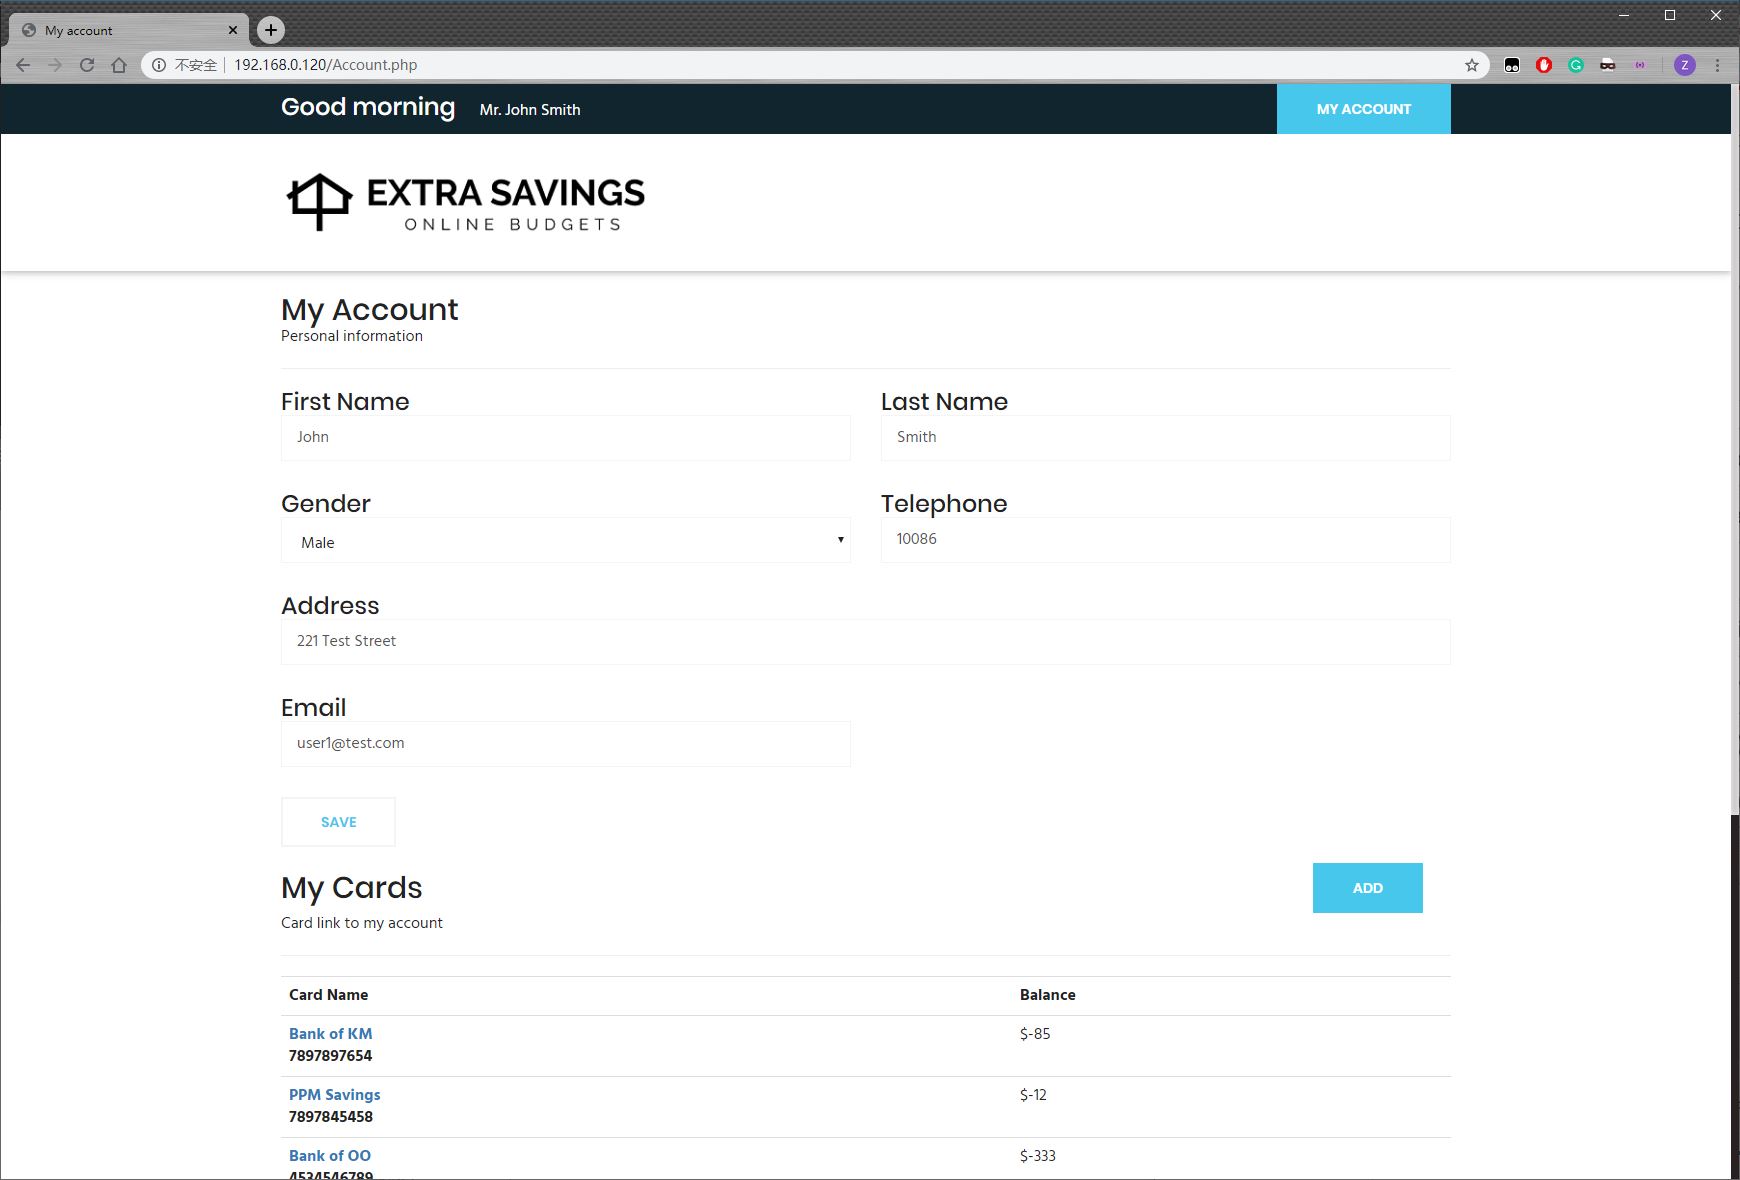 My account
不安全 192.168.0.120/Account.php
Z
Good morning Mr. John Smith MY ACCOUNT
EXTRA SAVINGS
ONLINE BUDGETS
My Account
Personal information
First Name Last Name
John Smith
Gender Telephone
Male 10086
Address
221 Test Street
Email
user1@test.com
SAVE
My Cards ADD
Card link to my account
Card Name Balance
Bank of KM $-85
7897897654
PPM Savings $-12
7897845458
Bank of OO $-333
4534546789